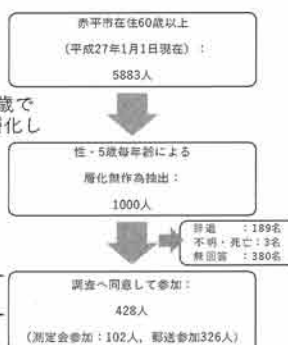 赤平市在住60歳以上
(平成27年1月1日現在)：
5883人
歳で
層化し
性・5歳毎年齢による
層化無作為抽出：
1000人
辞退　：189名
不明・死亡：3名
無回答　：380名
調査へ同意して参加：
428人
(測定会参加：102人，郵送参加326人)